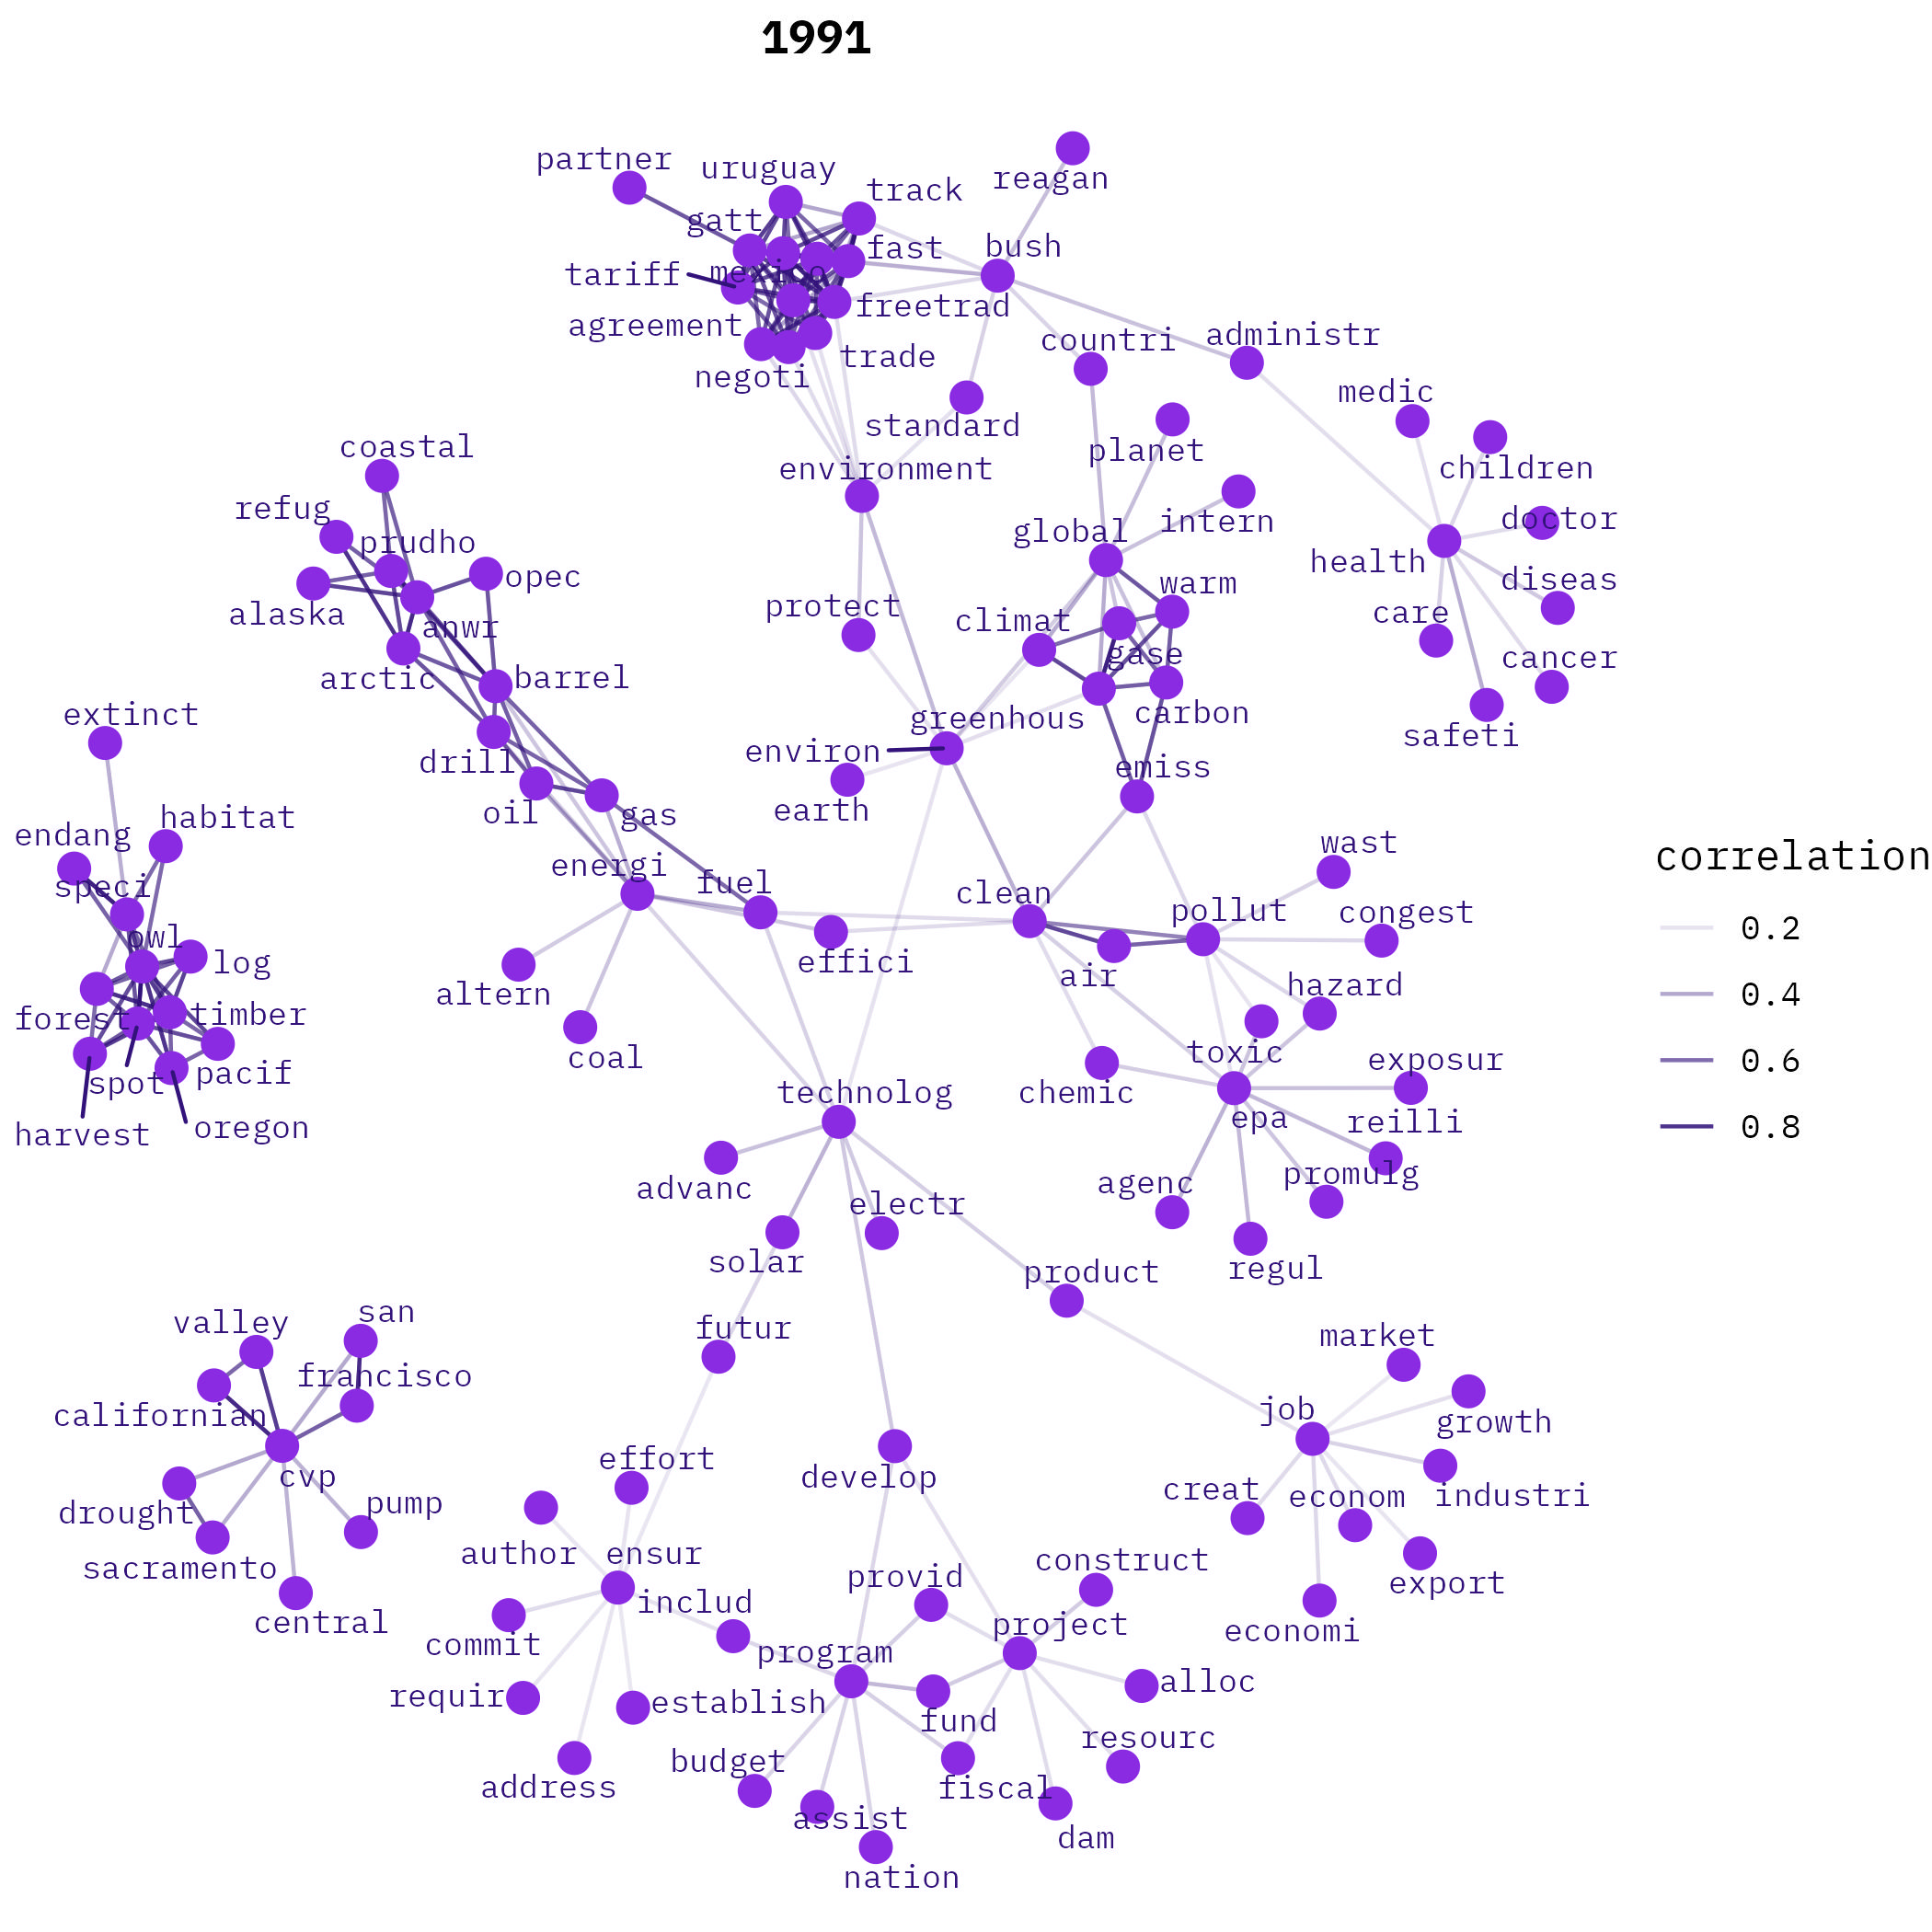 1991
partner
uruguay
track
reagan
gatt
fast
bush
tariff
mexico
freetrad
agreement
trade
negoti
countri
administr
medic
standard
planet
children
coastal
environment
intern
doctor
refug
global
health
prudho
opec
warm
diseas
alaska
protect
climat
care
anwr
gase
cancer
arctic
barrel
carbon
safeti
extinct
greenhous
environ
drill
emiss
earth
oil
gas
habitat
endang
energi
fuel
clean
wast
speci
pollut
congest
correlation
0.2
0.4
0.6
0.8
owl
log
effici
air
hazard
altern
forest
timber
coal
toxic
exposur
spot
pacif
technolog
chemic
epa
reilli
harvest
oregon
advanc
agenc
promulg
electr
solar
product
regul
valley
san
futur
market
francisco
californian
job
growth
cvp
effort
develop
creat
econom
industri
drought
pump
author
ensur
construct
sacramento
provid
export
central
includ
project
economi
commit
program
requir
establish
alloc
fund
resourc
budget
address
fiscal
assist
dam
nation